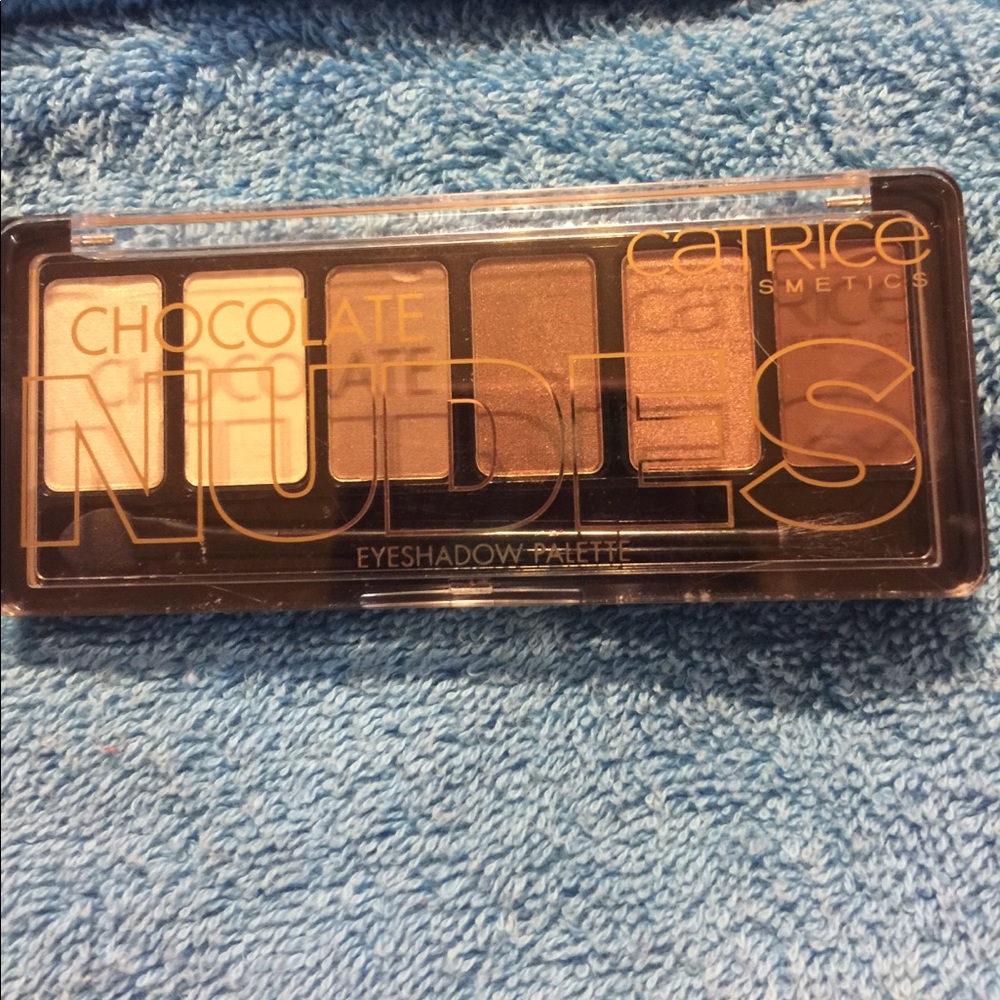 CATRICE
COSMETICS
CHOCOLATE
NUDES
EYESHADOW PALETTE